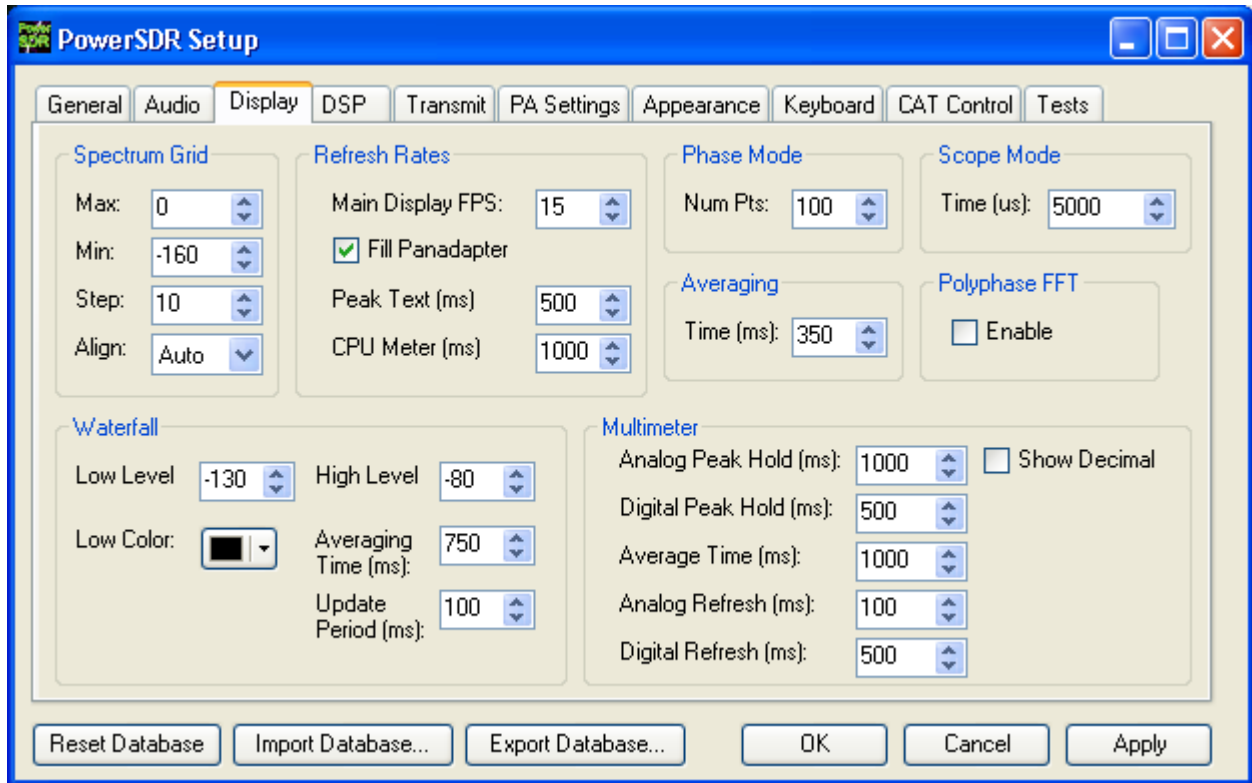 PowerSDR Setup
General Audio Display DSP Transmit PA Settings Appearance Keyboard CAT Control Tests
Spectrum Grid
Max: 0
Min: -160
Step: 10
Align: Auto
Refresh Rates
Main Display FPS: 15
Fill Panadapter
Peak Text (ms) 500
CPU Meter (ms) 1000
Phase Mode
Num Pts: 100
Scope Mode
Time (us): 5000
Averaging
Time (ms): 350
Polyphase FFT
Enable
Waterfall
Low Level -130 High Level -80
Low Color:
Averaging
Time (ms): 750
Update
Period (ms): 100
Multimeter
Analog Peak Hold (ms): 1000 Show Decimal
Digital Peak Hold (ms): 500
Average Time (ms): 1000
Analog Refresh (ms): 100
Digital Refresh (ms): 500
Reset Database Import Database... Export Database... OK Cancel Apply